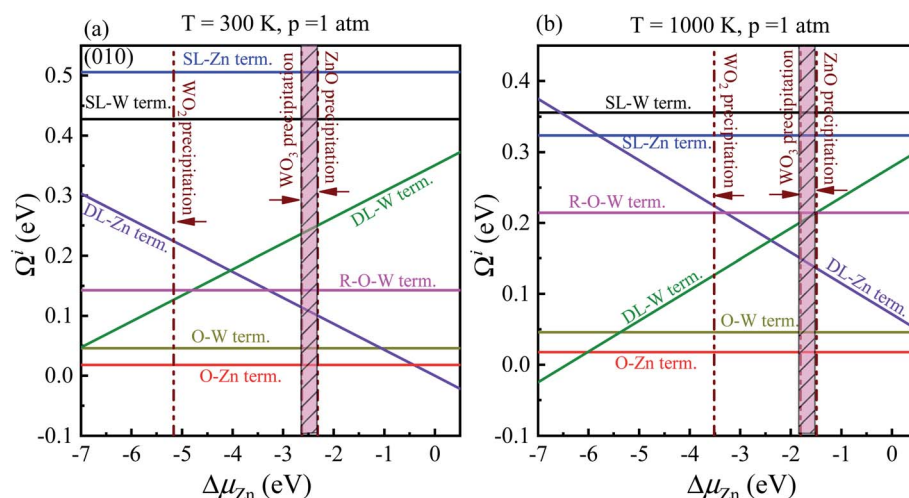 (a)
T = 300 K, p =1 atm
(010)
SL-Zn term.
SL-W term.
WO2 precipitation
WO3 precipitation
ZnO precipitation
DL-Zn term.
DL-W term.
R-O-W term.
O-W term.
O-Zn term.
0.5
0.4
0.3
0.2
0.1
0.0
-0.1
Ωi (eV)
-7 -6 -5 -4 -3 -2 -1 0
ΔμZn (eV)
(b)
T = 1000 K, p =1 atm
SL-W term.
SL-Zn term.
WO2 precipitation
WO3 precipitation
ZnO precipitation
R-O-W term.
DL-W term.
DL-Zn term.
O-W term.
O-Zn term.
0.4
0.3
0.2
0.1
0.0
-0.1
Ωi (eV)
-7 -6 -5 -4 -3 -2 -1 0
ΔμZn (eV)